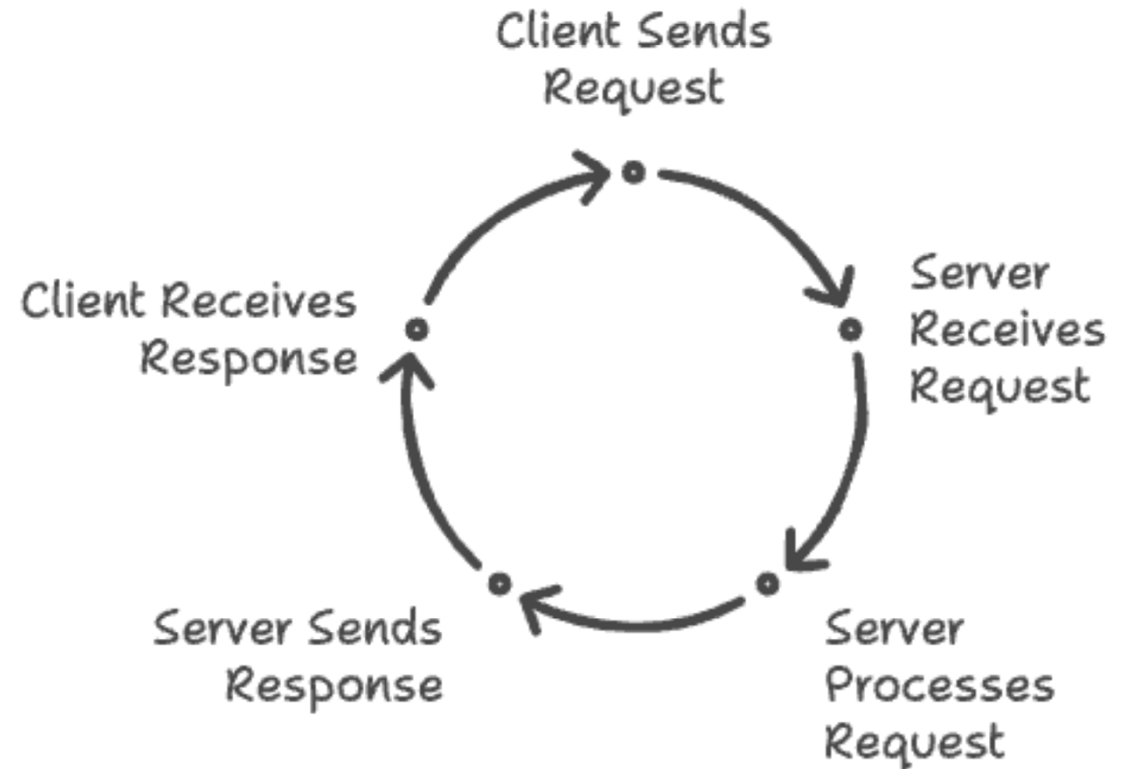 Client Sends
Request
Server
Receives
Request
Server
Processes
Request
Server Sends
Response
Client Receives
Response